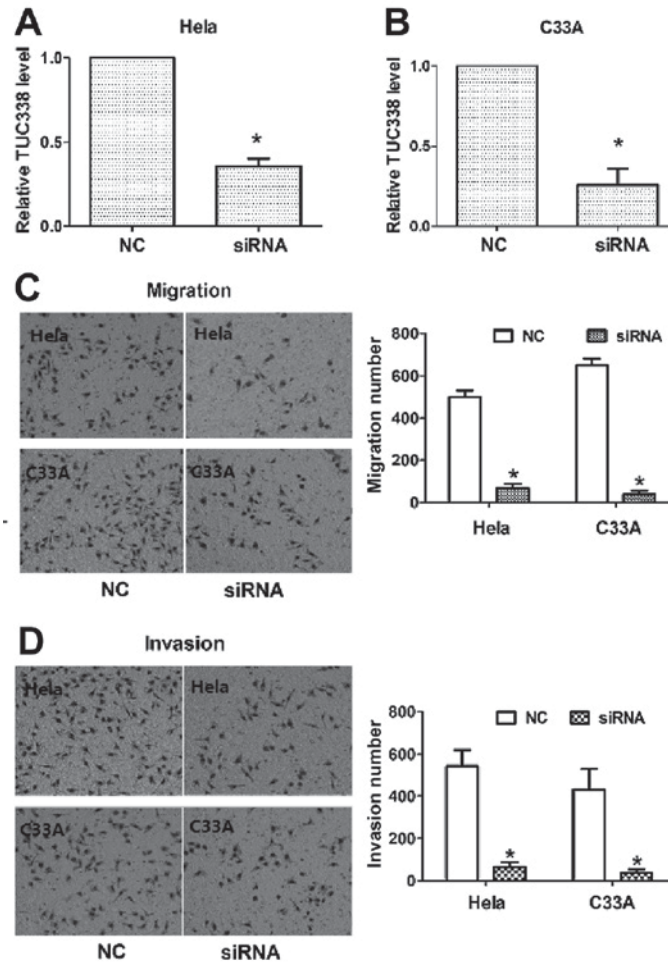 A
Hela
Relative TUC338 level
1.0
0.5
0.0
*
NC
siRNA
B
C33A
Relative TUC338 level
1.0
0.5
0.0
*
NC
siRNA
C
Migration
Hela
Hela
C33A
C33A
NC
siRNA
Migration number
800
600
400
200
0
NC
siRNA
*
*
Hela
C33A
D
Invasion
Hela
Hela
C33A
C33A
NC
siRNA
Invasion number
800
600
400
200
0
NC
siRNA
*
*
Hela
C33A